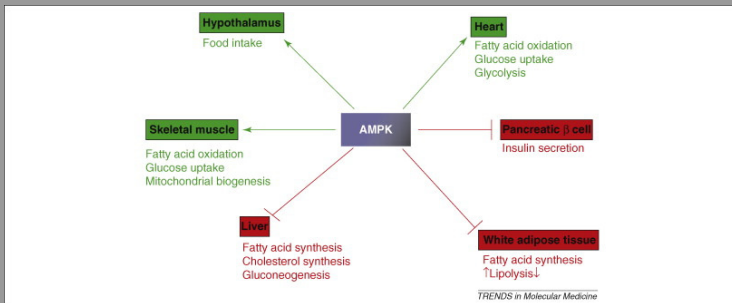 Hypothalamus
Food intake
Heart
Fatty acid oxidation
Glucose uptake
Glycolysis
Skeletal muscle
Fatty acid oxidation
Glucose uptake
Mitochondrial biogenesis
AMPK
Pancreatic β cell
Insulin secretion
Liver
Fatty acid synthesis
Cholesterol synthesis
Gluconeogenesis
White adipose tissue
Fatty acid synthesis
↑Lipolysis↓
TRENDS in Molecular Medicine